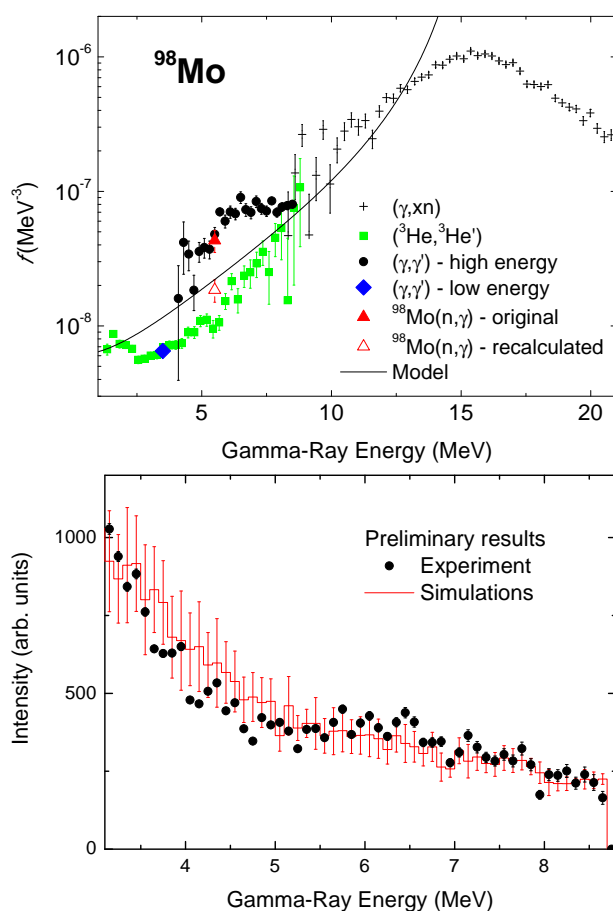 10⁻⁶
⁹⁸Mo
10⁻⁷
10⁻⁸
f(MeV⁻³)
(γ,xn)
(³He,³He')
(γ,γ') - high energy
(γ,γ') - low energy
⁹⁸Mo(n,γ) - original
⁹⁸Mo(n,γ) - recalculated
Model
5 10 15 20
Gamma-Ray Energy (MeV)
1000
500
0
Intensity (arb. units)
Preliminary results
Experiment
Simulations
4 5 6 7 8
Gamma-Ray Energy (MeV)